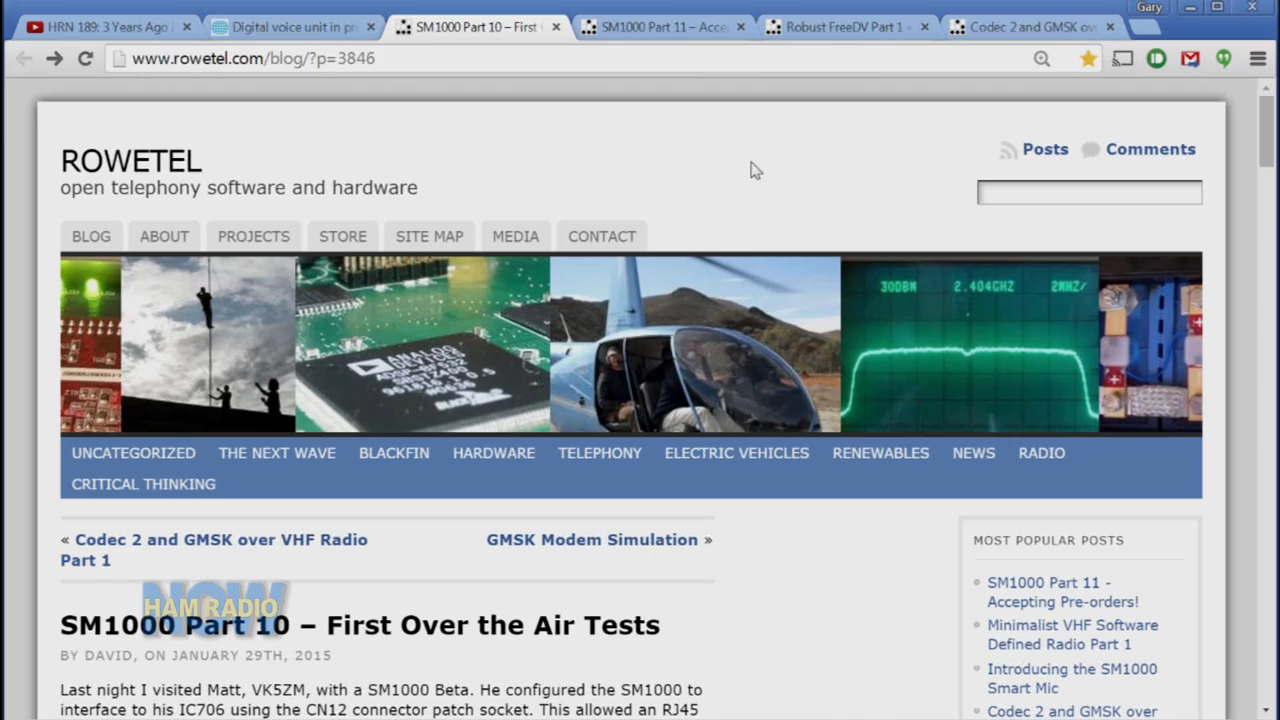 Gary
HRN 189: 3 Years Ago
Digital voice unit in pr
SM1000 Part 10 – First
SM1000 Part 11 – Acce
Robust FreeDV Part 1
Codec 2 and GMSK ov
www.rowetel.com/blog/?p=3846
Posts
Comments
ROWETEL
open telephony software and hardware
BLOG
ABOUT
PROJECTS
STORE
SITE MAP
MEDIA
CONTACT
ANALOG
DEVICES
30DBM
2.404GHZ
2MHZ/
UNCATEGORIZED
THE NEXT WAVE
BLACKFIN
HARDWARE
TELEPHONY
ELECTRIC VEHICLES
RENEWABLES
NEWS
RADIO
CRITICAL THINKING
« Codec 2 and GMSK over VHF Radio
Part 1
GMSK Modem Simulation »
HAM RADIO
NOW
SM1000 Part 10 – First Over the Air Tests
BY DAVID, ON JANUARY 29TH, 2015
Last night I visited Matt, VK5ZM, with a SM1000 Beta. He configured the SM1000 to
interface to his IC706 using the CN12 connector patch socket. This allowed an RJ45
MOST POPULAR POSTS
SM1000 Part 11 -
Accepting Pre-orders!
Minimalist VHF Software
Defined Radio Part 1
Introducing the SM1000
Smart Mic
Codec 2 and GMSK over